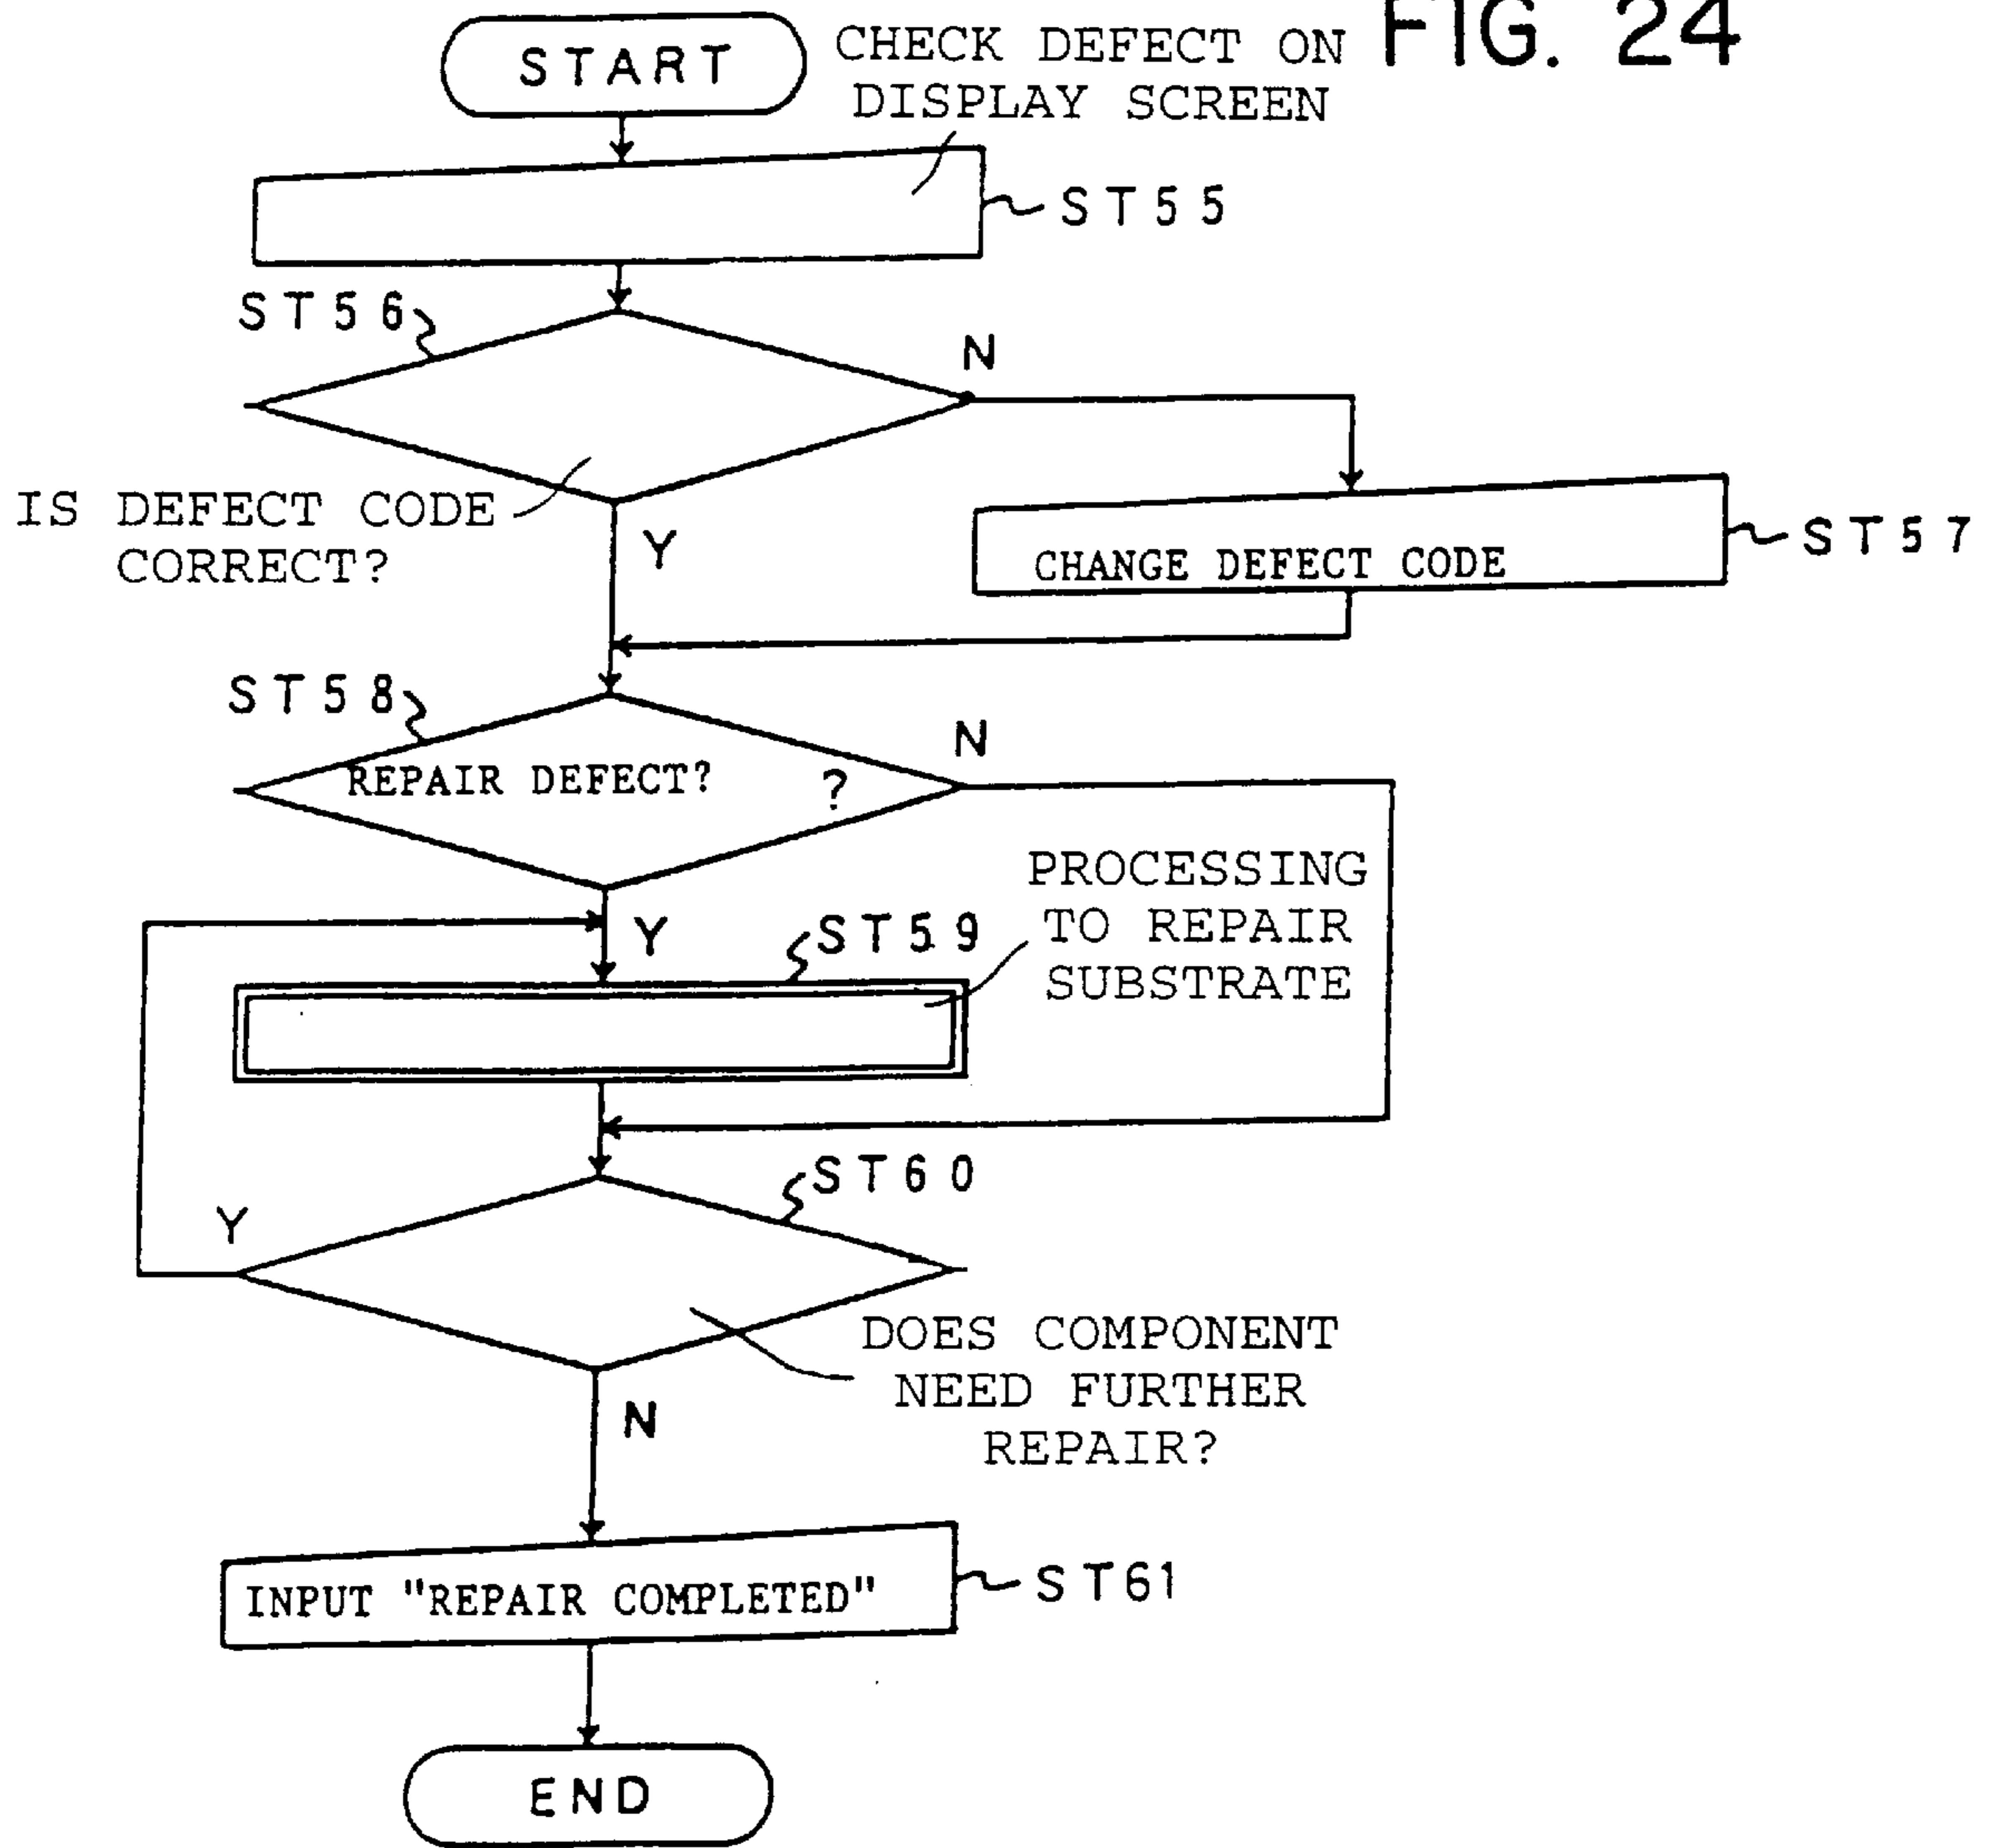 FIG. 24
START
CHECK DEFECT ON
DISPLAY SCREEN
ST55
ST56
N
IS DEFECT CODE
CORRECT?
Y
CHANGE DEFECT CODE
ST57
ST58
N
REPAIR DEFECT? ?
PROCESSING
TO REPAIR
SUBSTRATE
Y
ST59
ST60
Y
DOES COMPONENT
NEED FURTHER
REPAIR?
N
INPUT "REPAIR COMPLETED"
ST61
END